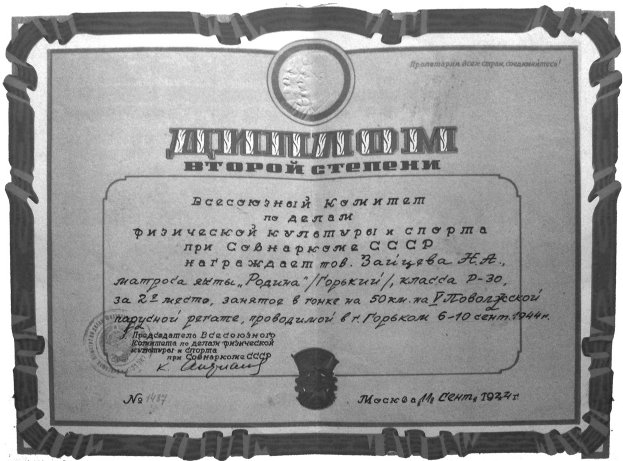 Пролетарии всех стран, соединяйтесь!
ДИПЛОМ
ВТОРОЙ СТЕПЕНИ
Всесоюзный Комитет
по делам
физической культуры и спорта
при Совнаркоме СССР
награждает тов. Зайцева Н.А.,
матроса яхты „Родина" /Горький/, класса Р-30,
за 2ое место, занятое в гонке на 50 км. на V Поволжской
парусной регате, проводимой в г. Горьком 6-10 сент. 1944 г.
Председатель Всесоюзного
Комитета по делам физической
культуры и спорта
при Совнаркоме СССР
№ 1487
Москва, сент. 1944 г.